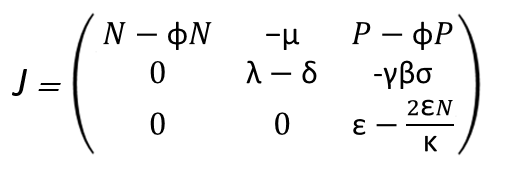 N − ϕN –μ P − ϕP
J = 0 λ − δ -γβσ
0 0 ε − 2εN/κ